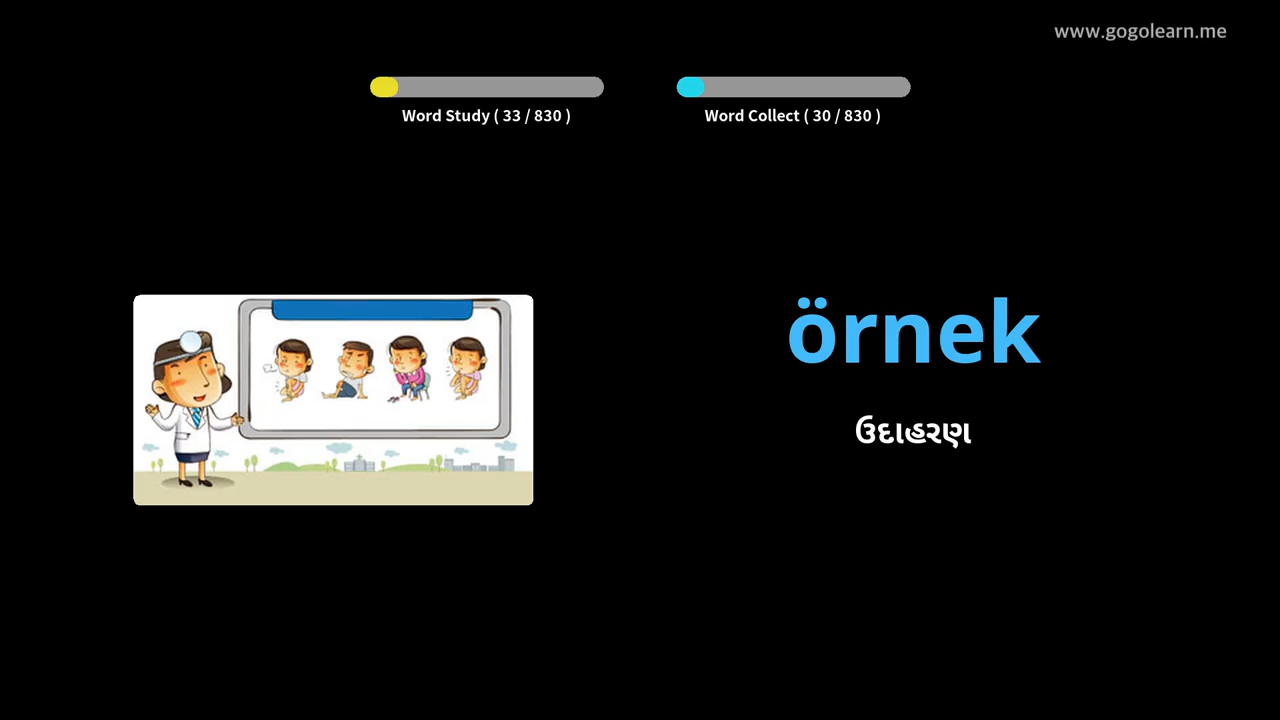 www.gogolearn.me
Word Study ( 33 / 830 )
Word Collect ( 30 / 830 )
örnek
ઉદાહરણ